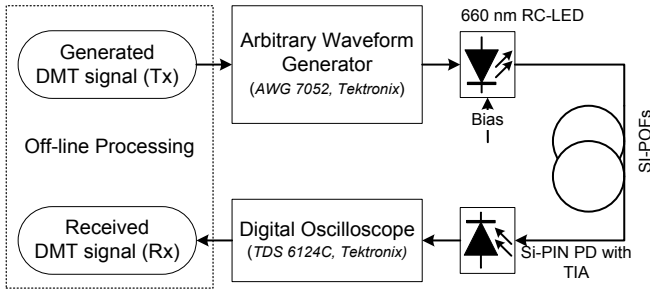 660 nm RC-LED
Generated
DMT signal (Tx)
Arbitrary Waveform
Generator
(AWG 7052, Tektronix)
Bias
SI-POFs
Off-line Processing
Received
DMT signal (Rx)
Digital Oscilloscope
(TDS 6124C, Tektronix)
Si-PIN PD with
TIA